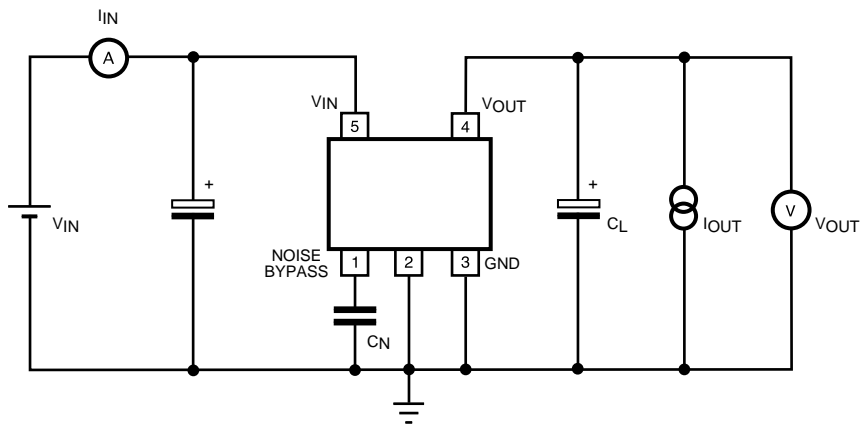 IIN
A
VIN
5
4
VOUT
+
VIN
+
CL
IOUT
V
VOUT
NOISE
BYPASS
1
2
3
GND
CN